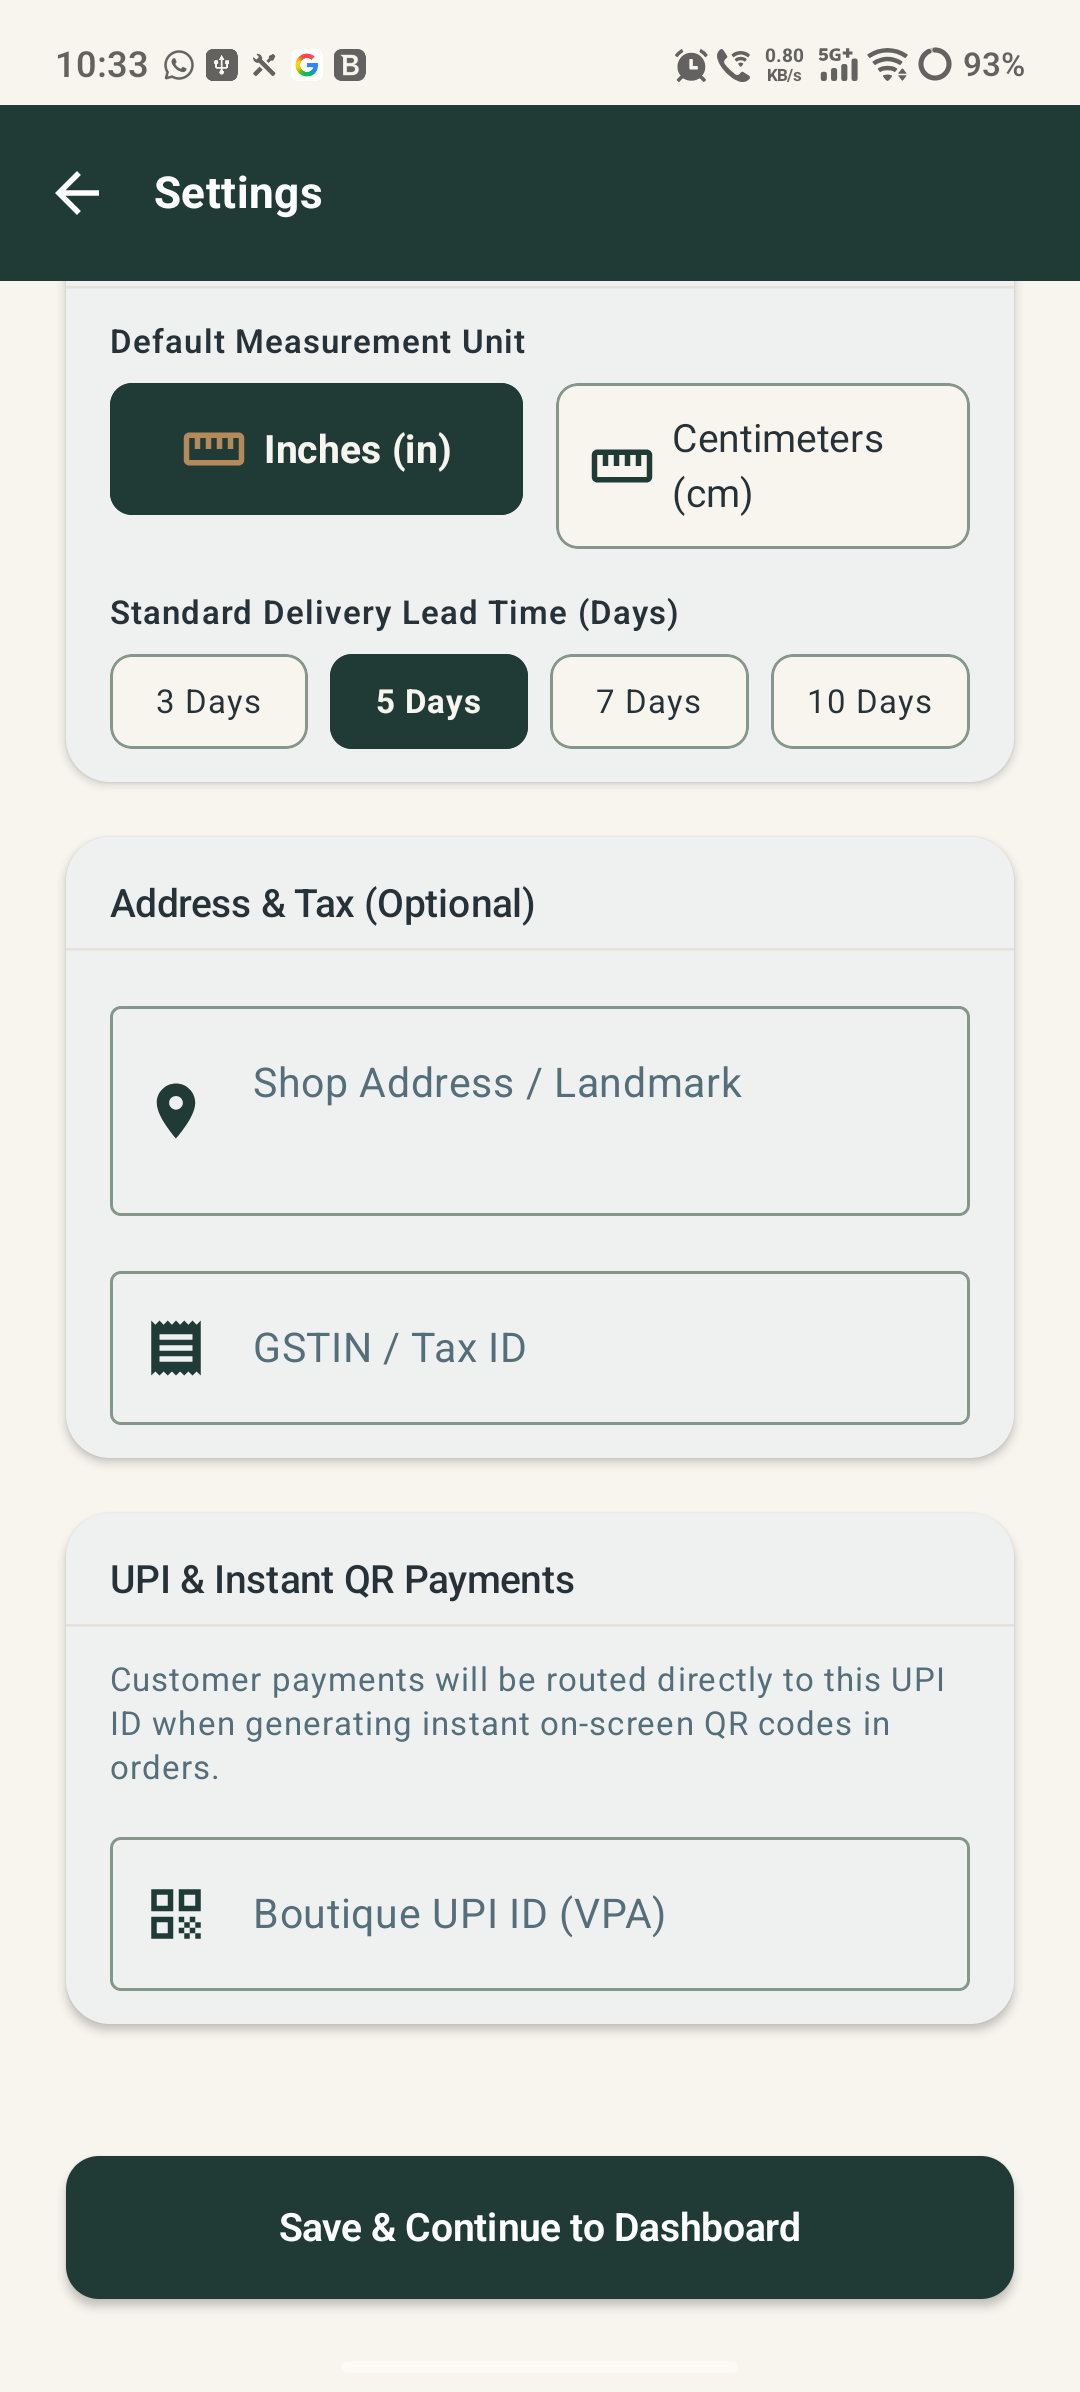 10:33
0.80
KB/s
5G+
93%
Settings
Default Measurement Unit
Inches (in)
Centimeters
(cm)
Standard Delivery Lead Time (Days)
3 Days
5 Days
7 Days
10 Days
Address & Tax (Optional)
Shop Address / Landmark
GSTIN / Tax ID
UPI & Instant QR Payments
Customer payments will be routed directly to this UPI
ID when generating instant on-screen QR codes in
orders.
Boutique UPI ID (VPA)
Save & Continue to Dashboard